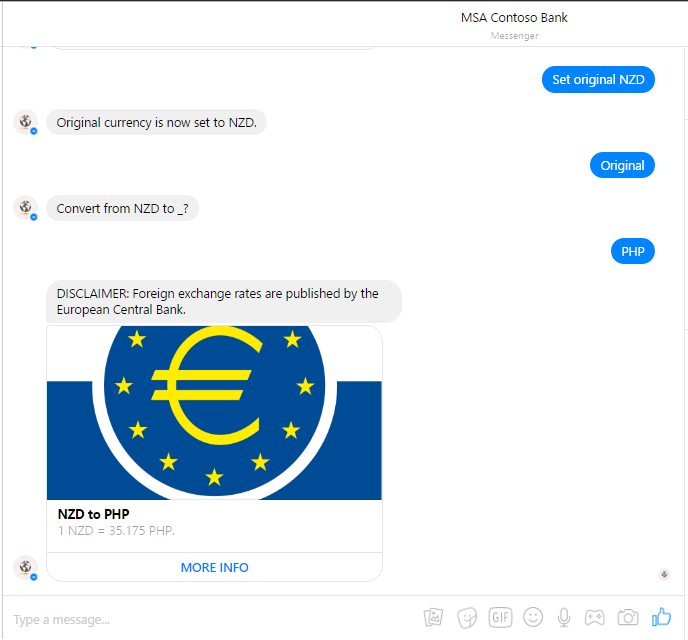 MSA Contoso Bank
Messenger
Set original NZD
Original currency is now set to NZD.
Original
Convert from NZD to _?
PHP
DISCLAIMER: Foreign exchange rates are published by the
European Central Bank.
€
NZD to PHP
1 NZD = 35.175 PHP.
MORE INFO
Type a message...
GIF